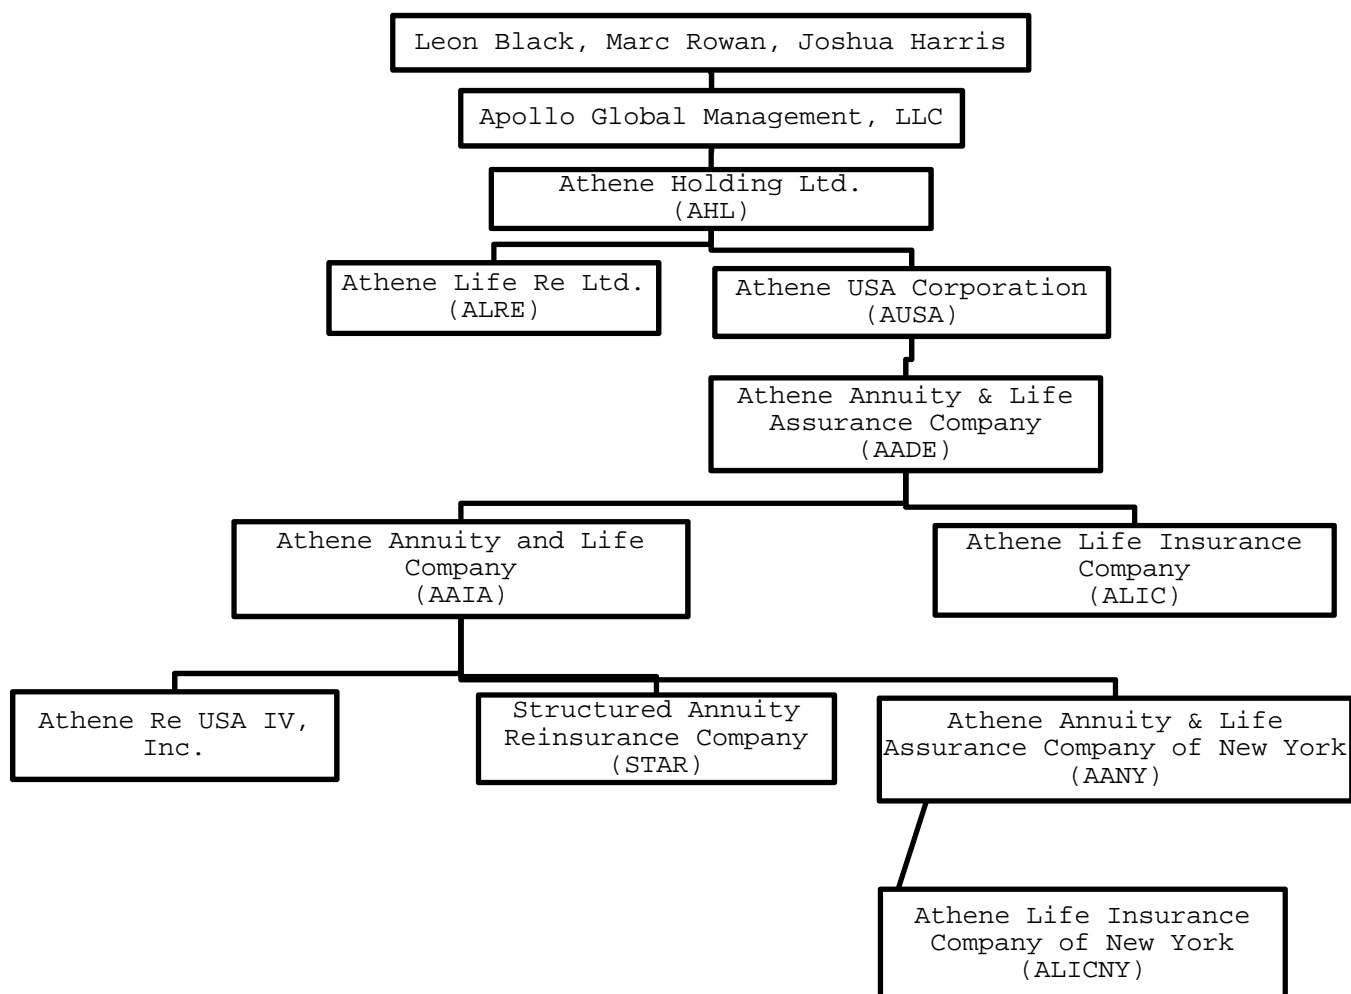 Leon Black, Marc Rowan, Joshua Harris
Apollo Global Management, LLC
Athene Holding Ltd.
(AHL)
Athene Life Re Ltd.
(ALRE)
Athene USA Corporation
(AUSA)
Athene Annuity & Life
Assurance Company
(AADE)
Athene Annuity and Life
Company
(AAIA)
Athene Life Insurance
Company
(ALIC)
Athene Re USA IV,
Inc.
Structured Annuity
Reinsurance Company
(STAR)
Athene Annuity & Life
Assurance Company of New York
(AANY)
Athene Life Insurance
Company of New York
(ALICNY)